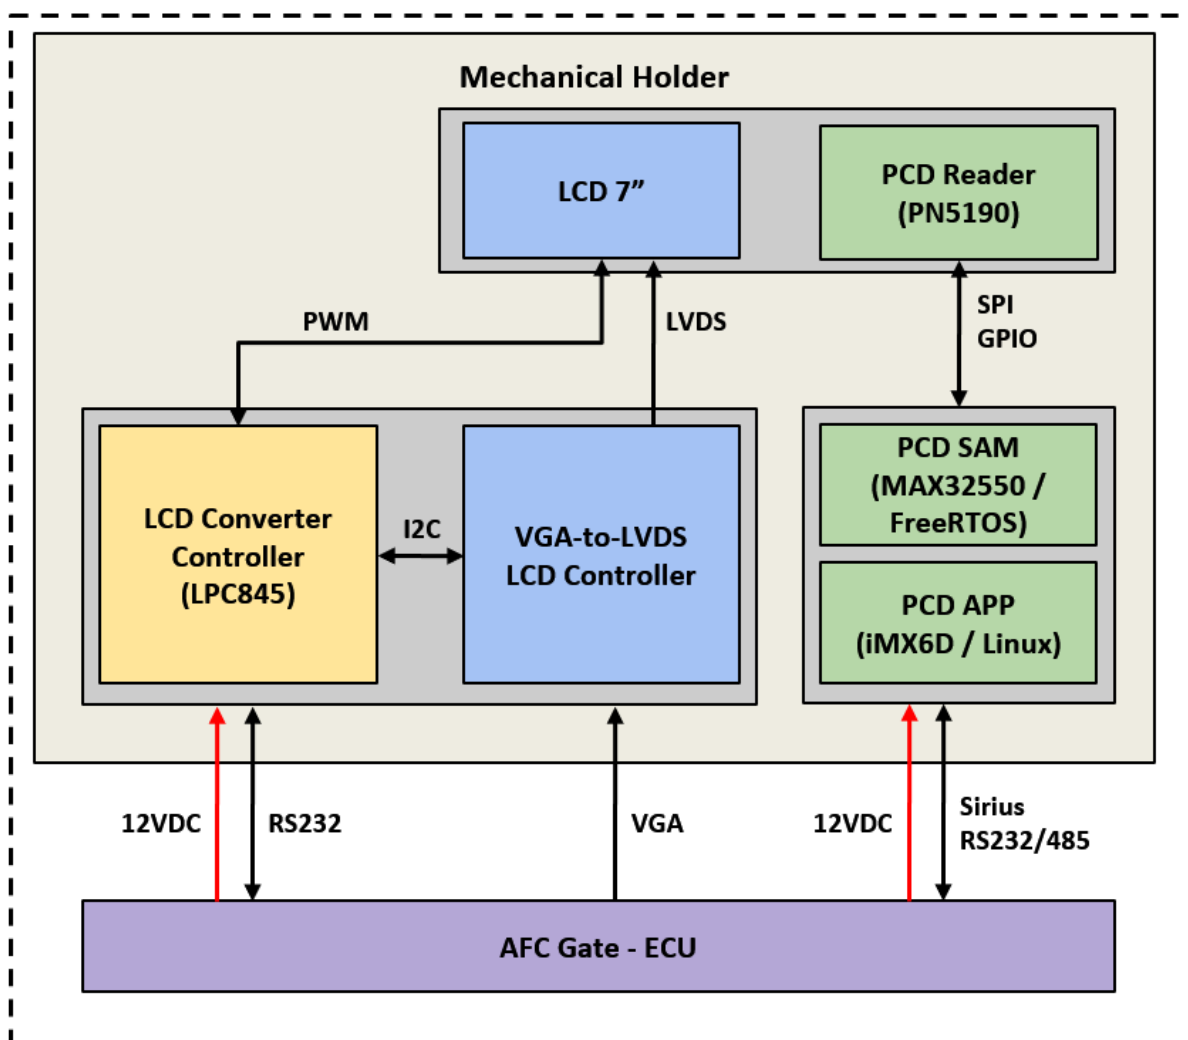 Mechanical Holder
LCD 7”
PCD Reader
(PN5190)
PWM
LVDS
SPI
GPIO
LCD Converter
Controller
(LPC845)
I2C
VGA-to-LVDS
LCD Controller
PCD SAM
(MAX32550 /
FreeRTOS)
PCD APP
(iMX6D / Linux)
12VDC
RS232
VGA
12VDC
Sirius
RS232/485
AFC Gate - ECU